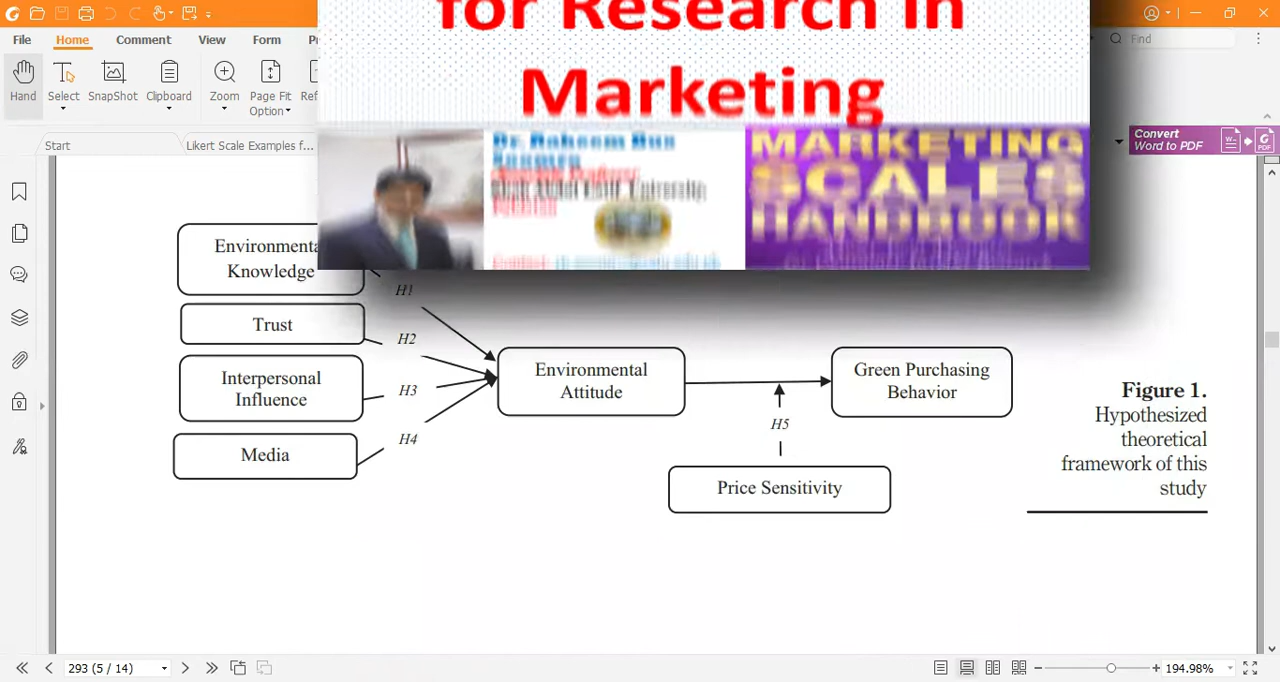 for Research in
Marketing
File Home Comment View Form
Find
Hand Select SnapShot Clipboard Zoom Page Fit Option
Start
Likert Scale Examples f...
Convert
Word to PDF
MARKETING
SCALES
HANDBOOK
Environmental
Knowledge
Trust
Interpersonal
Influence
Media
H1
H2
H3
H4
Environmental
Attitude
Green Purchasing
Behavior
H5
Price Sensitivity
Figure 1.
Hypothesized
theoretical
framework of this
study
293 (5 / 14)
194.98%